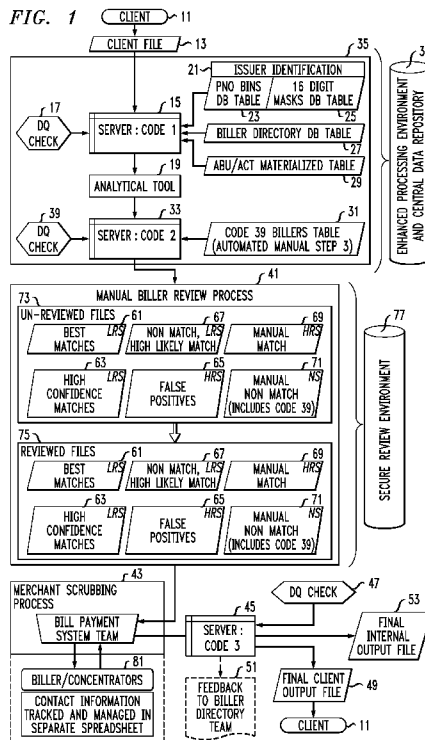 FIG. 1
CLIENT
11
CLIENT FILE
13
35
21
ISSUER IDENTIFICATION
PNO BINS DB TABLE
23
16 DIGIT MASKS DB TABLE
25
17
DQ CHECK
15
SERVER: CODE 1
BILLER DIRECTORY DB TABLE
27
19
ABU/ACT MATERIALIZED TABLE
29
ANALYTICAL TOOL
39
DQ CHECK
33
SERVER: CODE 2
31
CODE 39 BILLERS TABLE
(AUTOMATED MANUAL STEP 3)
ENHANCED PROCESSING ENVIRONMENT
AND CENTRAL DATA REPOSITORY
41
MANUAL BILLER REVIEW PROCESS
73
UN-REVIEWED FILES
61
BEST MATCHES
LRS
67
NON MATCH, HIGH LIKELY MATCH
LRS
69
MANUAL MATCH
HRS
63
HIGH CONFIDENCE MATCHES
LRS
65
FALSE POSITIVES
HRS
71
MANUAL NON MATCH (INCLUDES CODE 39)
NS
75
REVIEWED FILES
61
BEST MATCHES
LRS
67
NON MATCH, HIGH LIKELY MATCH
LRS
69
MANUAL MATCH
HRS
63
HIGH CONFIDENCE MATCHES
LRS
65
FALSE POSITIVES
HRS
71
MANUAL NON MATCH (INCLUDES CODE 39)
NS
77
SECURE REVIEW ENVIRONMENT
43
MERCHANT SCRUBBING PROCESS
BILL PAYMENT SYSTEM TEAM
81
BILLER/CONCENTRATORS
CONTACT INFORMATION TRACKED AND MANAGED IN SEPARATE SPREADSHEET
45
SERVER: CODE 3
DQ CHECK
47
53
FINAL INTERNAL OUTPUT FILE
51
FEEDBACK TO BILLER DIRECTORY TEAM
FINAL CLIENT OUTPUT FILE
49
CLIENT
11